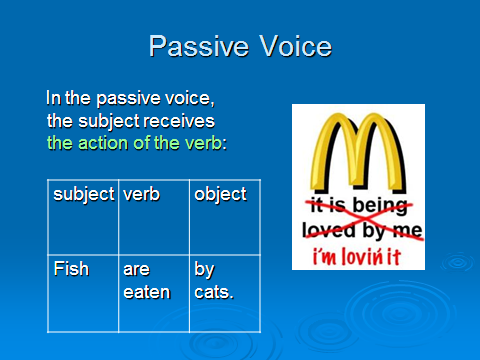 Passive Voice
In the passive voice,
the subject receives
the action of the verb:
subject verb object
Fish are eaten by cats.
it is being
loved by me
i'm lovin it